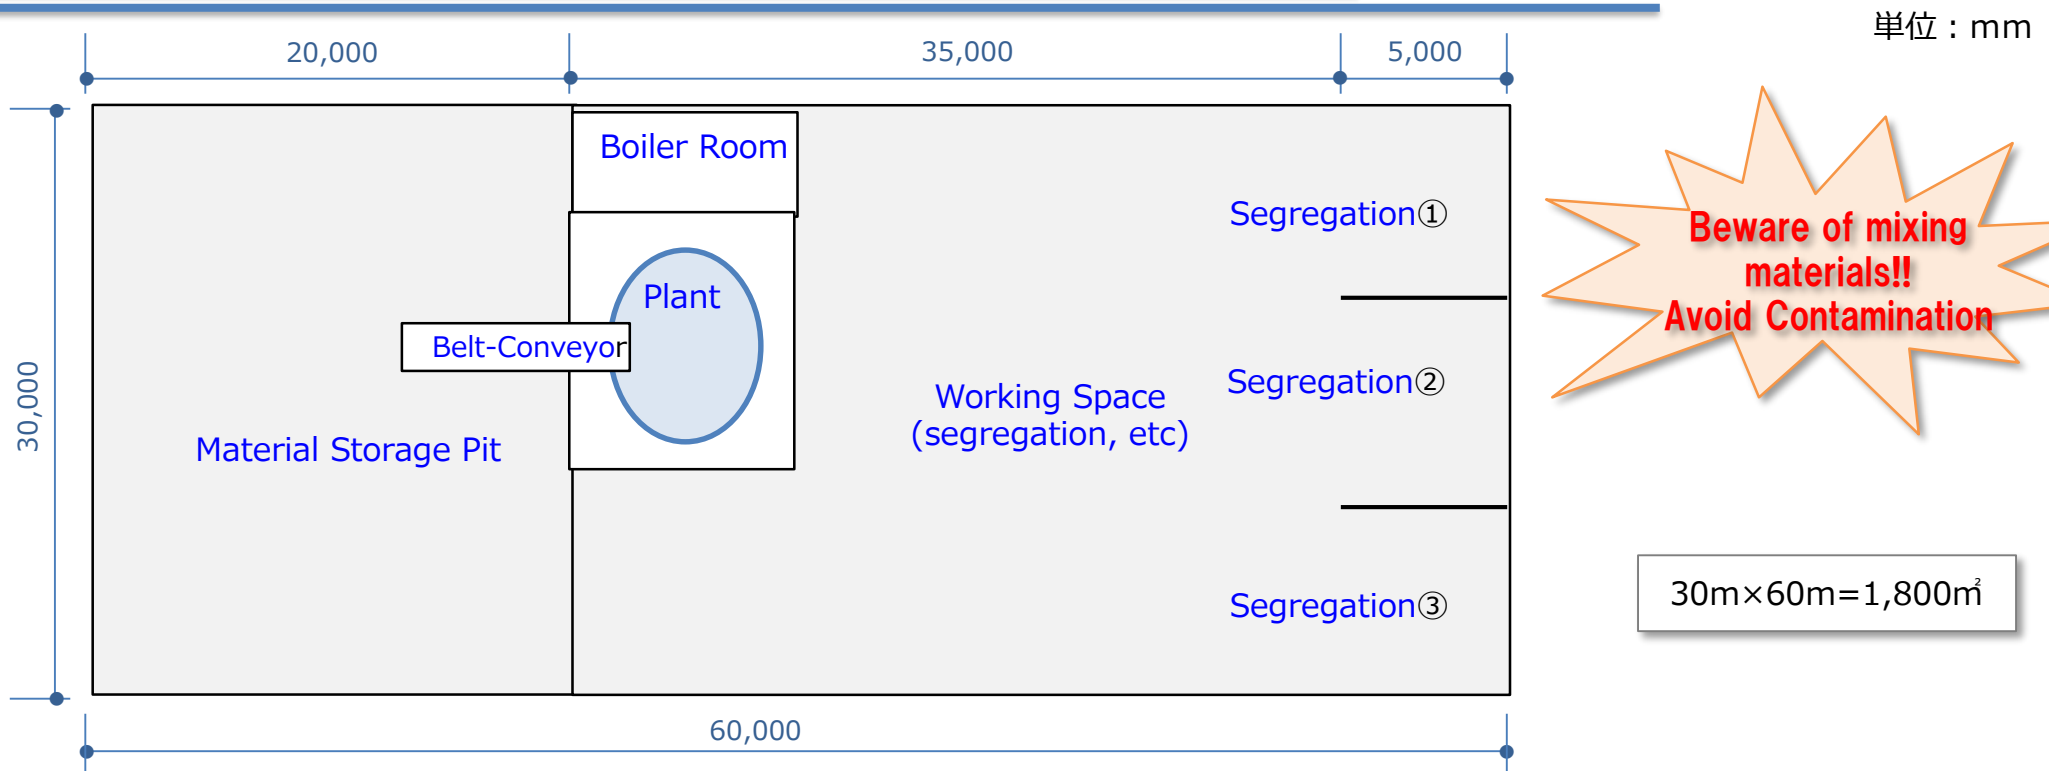 単位：mm
20,000
35,000
5,000
Boiler Room
Segregation①
Beware of mixing
materials!!
Avoid Contamination
Plant
Belt-Conveyor
30,000
Segregation②
Working Space
(segregation, etc)
Material Storage Pit
30m×60m=1,800㎡
Segregation③
60,000